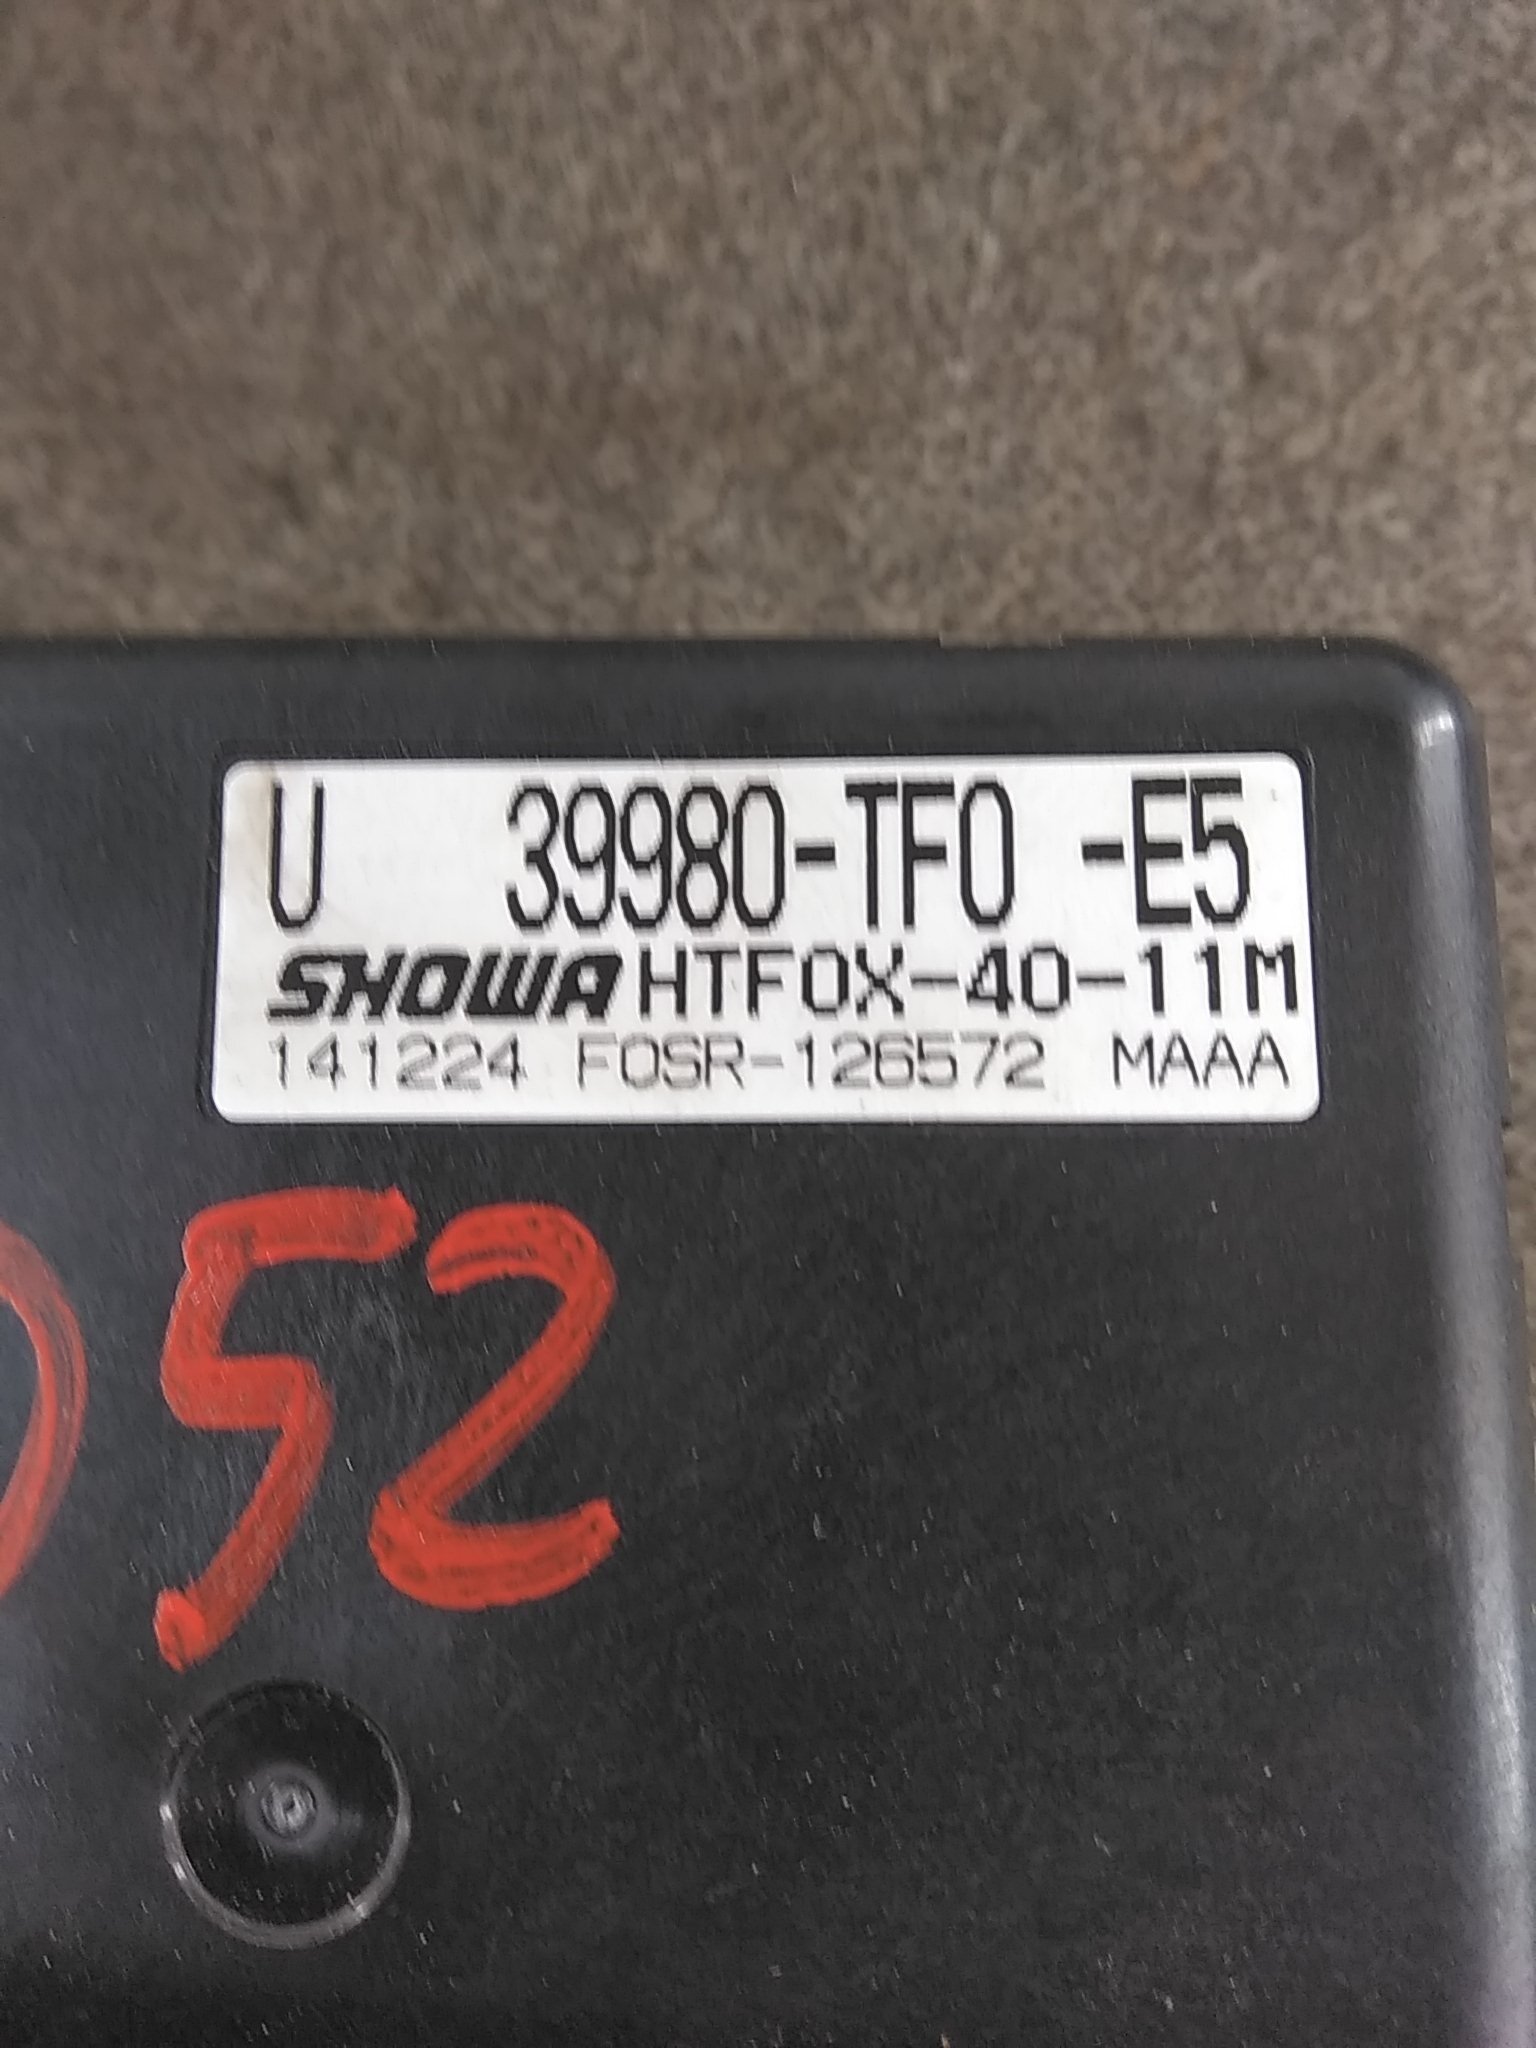 U 39980-TF0 -E5
SHOWA HTF0X-40-11M
141224 F0SR-126572 MAAA
52